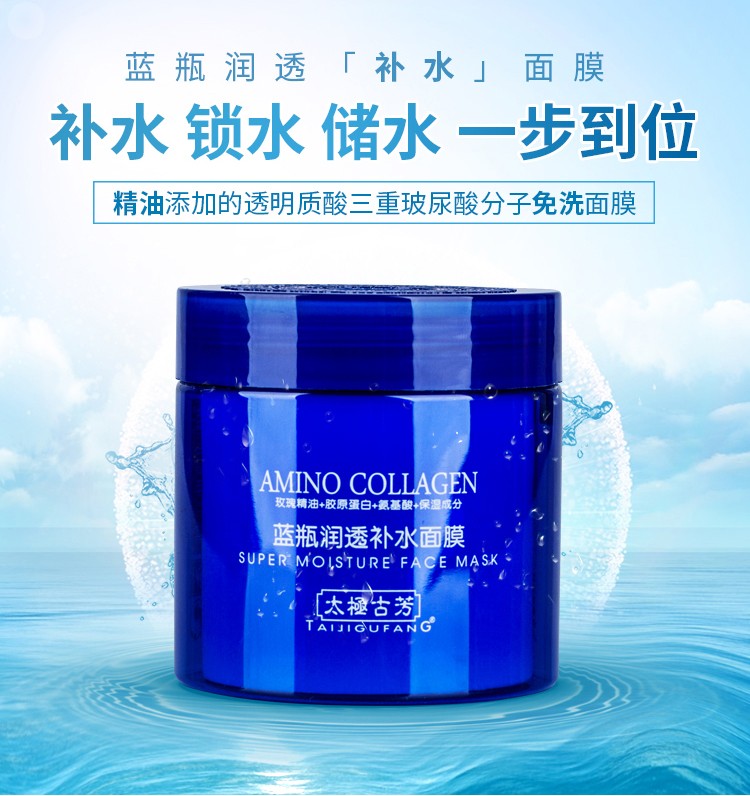 蓝瓶润透「补水」面膜
补水 锁水 储水 一步到位
精油添加的透明质酸三重玻尿酸分子免洗面膜
AMINO COLLAGEN
玫瑰精油+胶原蛋白+氨基酸+保湿成分
蓝瓶润透补水面膜
SUPER MOISTURE FACE MASK
太極古芳
TAIJIGUFANG®